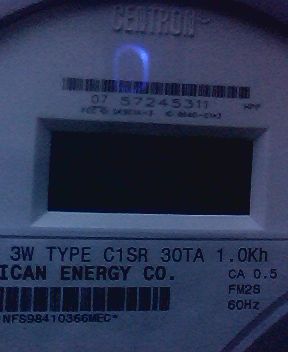 CENTRON
07 57245311
3W TYPE C1SR 30TA 1.0Kh
ICAN ENERGY CO.
CA 0.5
FM2S
60Hz
NFS98410366MEC*